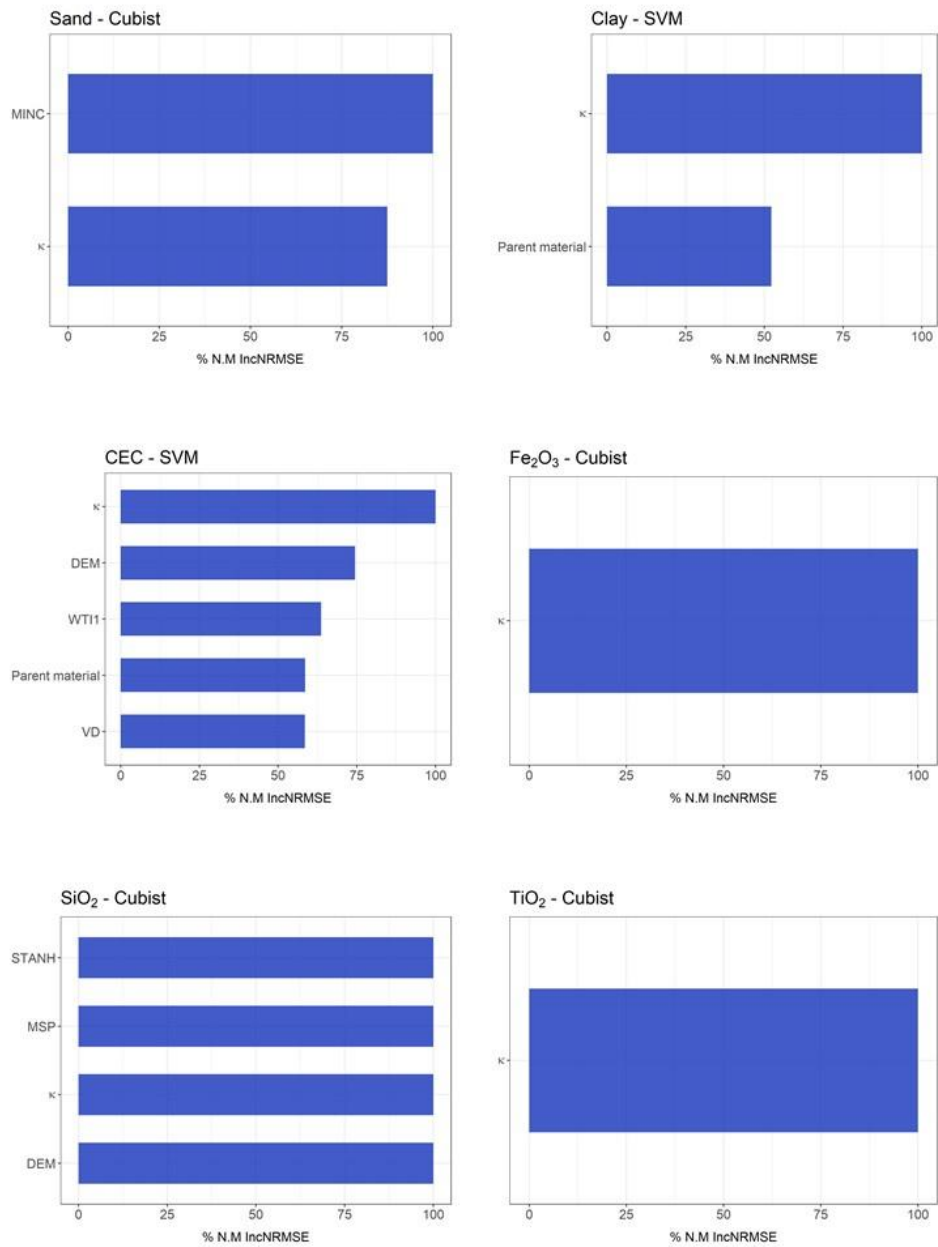 Sand - Cubist
MINC
κ
0 25 50 75 100
% N.M IncNRMSE
Clay - SVM
κ
Parent material
0 25 50 75 100
% N.M IncNRMSE
CEC - SVM
κ
DEM
WTI1
Parent material
VD
0 25 50 75 100
% N.M IncNRMSE
Fe₂O₃ - Cubist
κ
0 25 50 75 100
% N.M IncNRMSE
SiO₂ - Cubist
STANH
MSP
κ
DEM
0 25 50 75 100
% N.M IncNRMSE
TiO₂ - Cubist
κ
0 25 50 75 100
% N.M IncNRMSE